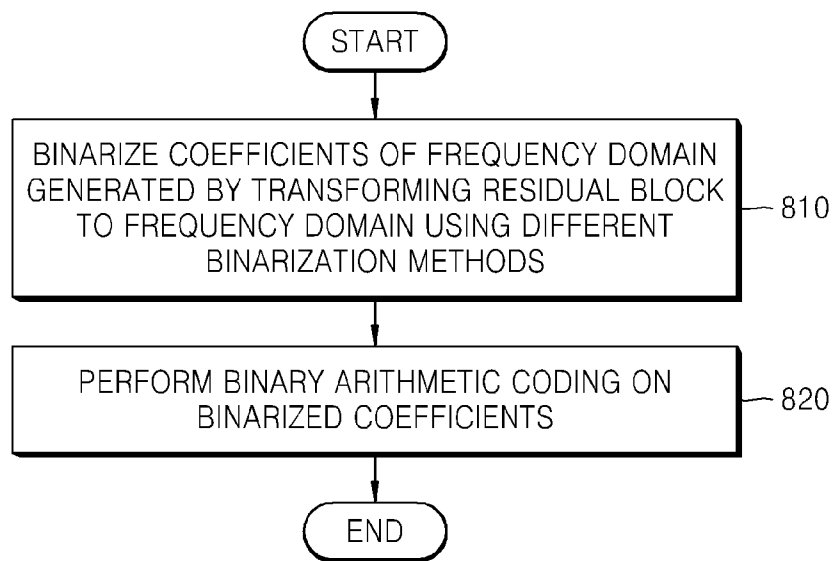 START
BINARIZE COEFFICIENTS OF FREQUENCY DOMAIN
GENERATED BY TRANSFORMING RESIDUAL BLOCK
TO FREQUENCY DOMAIN USING DIFFERENT
BINARIZATION METHODS
810
PERFORM BINARY ARITHMETIC CODING ON
BINARIZED COEFFICIENTS
820
END